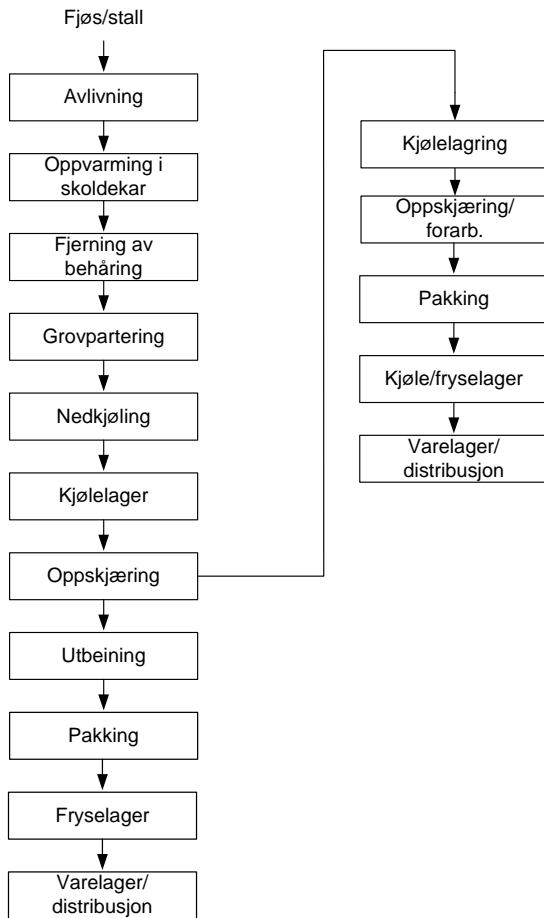 Fjøs/stall
Avlivning
Oppvarming i
skoldekar
Fjerning av
behåring
Grovpartering
Nedkjøling
Kjølelager
Oppskjæring
Utbeining
Pakking
Fryselager
Varelager/
distribusjon
Kjølelagring
Oppskjæring/
forarb.
Pakking
Kjøle/fryselager
Varelager/
distribusjon